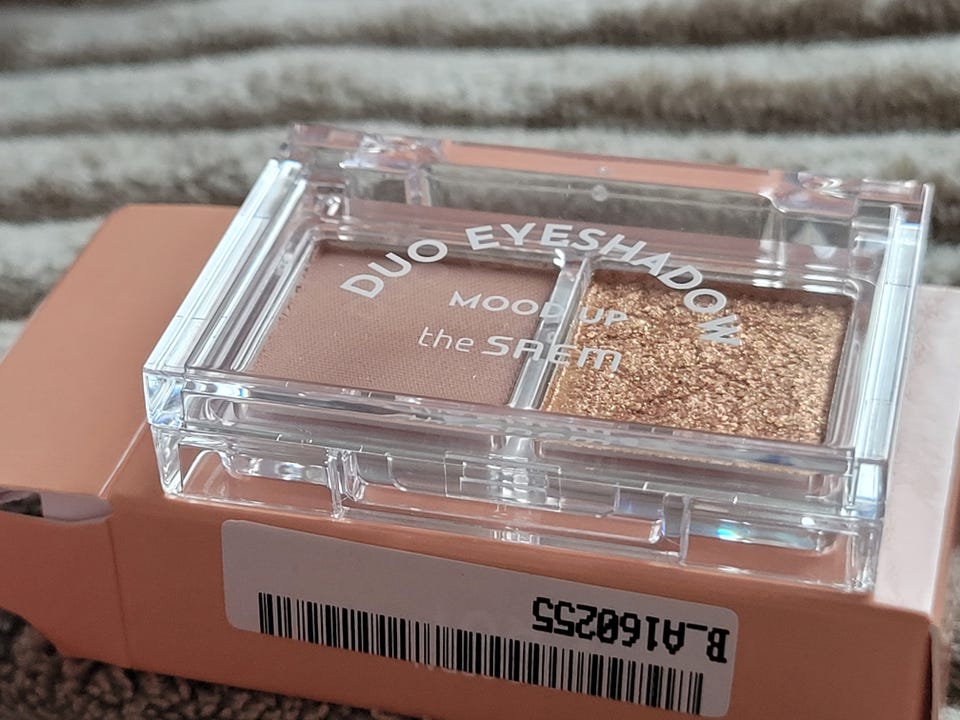 DUO EYESHADOW
MOOD UP
the SAEM
B_A160255